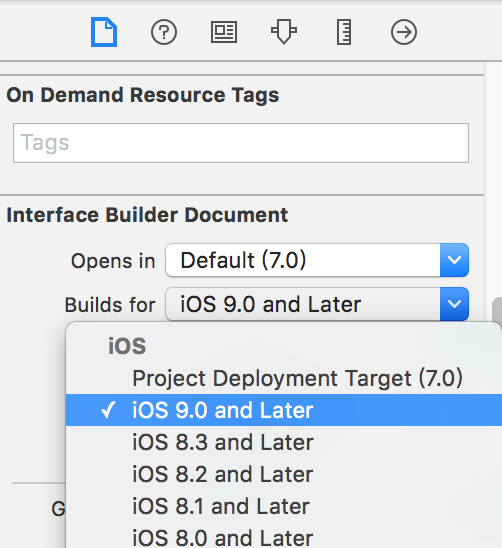 On Demand Resource Tags
Tags
Interface Builder Document
Opens in Default (7.0)
Builds for iOS 9.0 and Later
iOS
Project Deployment Target (7.0)
✓ iOS 9.0 and Later
iOS 8.3 and Later
iOS 8.2 and Later
iOS 8.1 and Later
G
iOS 8.0 and Later